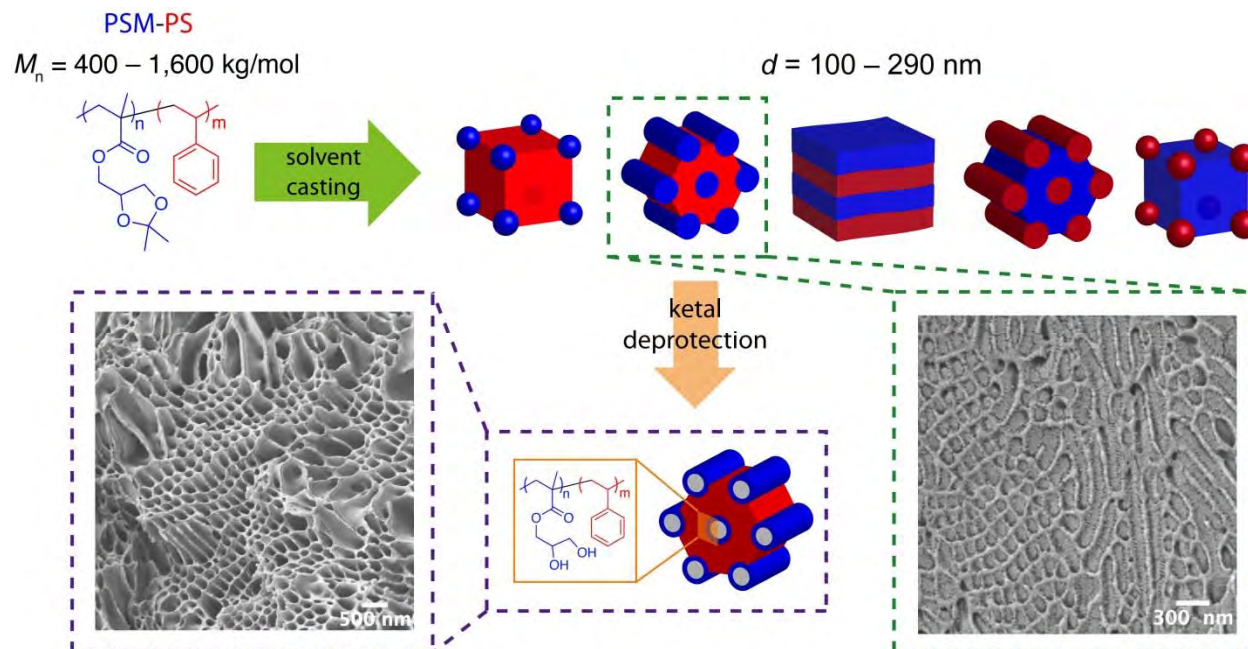 PSM-PS
Mn = 400 – 1,600 kg/mol
d = 100 – 290 nm
n
m
O
O
O
O
solvent
casting
ketal
deprotection
n
m
O
O
OH
OH
500 nm
300 nm